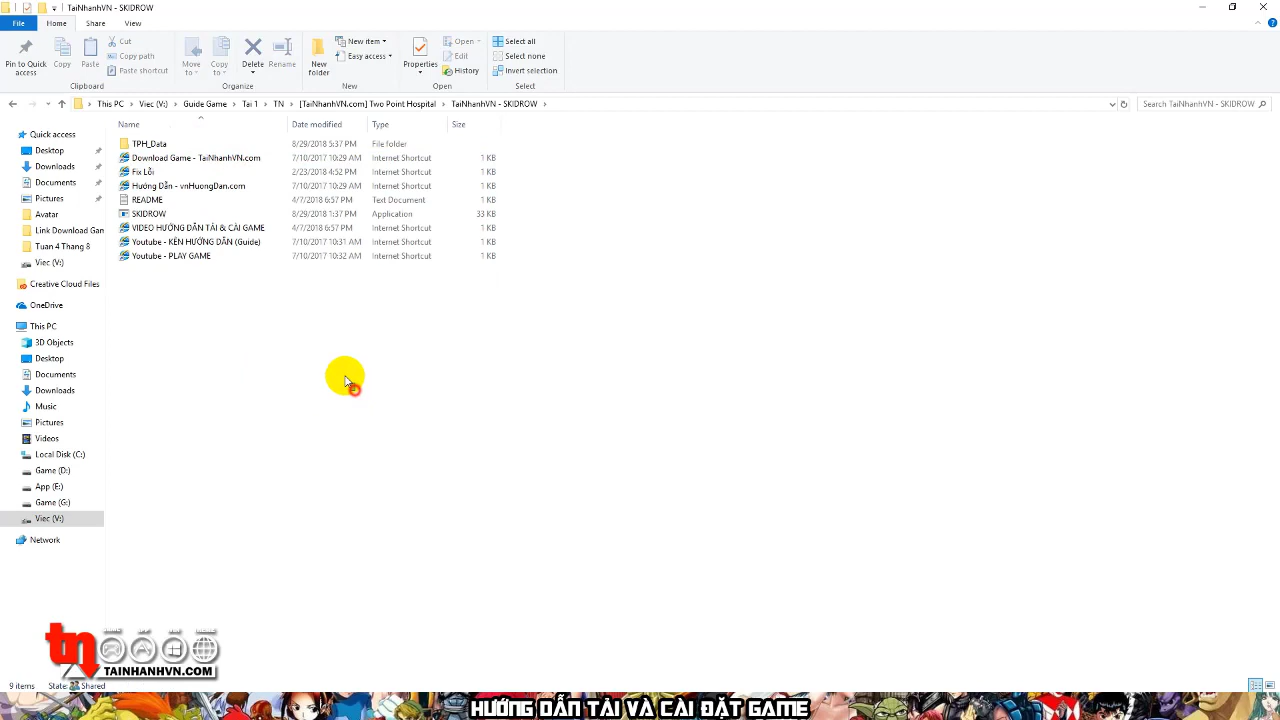 TaiNhanhVN - SKIDROW
File Home Share View
Pin to Quick access
Copy
Paste
Cut
Copy path
Paste shortcut
Clipboard
Move to
Copy to
Delete
Rename
Organize
New folder
New item
Easy access
New
Properties
Open
Edit
History
Open
Select all
Select none
Invert selection
Select
This PC > Viec (V:) > Guide Game > Tai 1 > TN > [TaiNhanhVN.com] Two Point Hospital > TaiNhanhVN - SKIDROW >
Search TaiNhanhVN - SKIDROW
Quick access
Desktop
Downloads
Documents
Pictures
Avatar
Link Download Gam
Tuan 4 Thang 8
Viec (V:)
Creative Cloud Files
OneDrive
This PC
3D Objects
Desktop
Documents
Downloads
Music
Pictures
Videos
Local Disk (C:)
Game (D:)
App (E:)
Game (G:)
Viec (V:)
Network
Name Date modified Type Size
TPH_Data 8/29/2018 5:37 PM File folder
Download Game - TaiNhanhVN.com 7/10/2017 10:29 AM Internet Shortcut 1 KB
Fix Lỗi 2/23/2018 4:52 PM Internet Shortcut 1 KB
Hướng Dẫn - vnHuongDan.com 7/10/2017 10:29 AM Internet Shortcut 1 KB
README 4/7/2018 6:57 PM Text Document 1 KB
SKIDROW 8/29/2018 1:37 PM Application 33 KB
VIDEO HƯỚNG DẪN TẢI & CÀI GAME 4/7/2018 6:57 PM Internet Shortcut 1 KB
Youtube - KÊN HƯỚNG DẪN (Guide) 7/10/2017 10:31 AM Internet Shortcut 1 KB
Youtube - PLAY GAME 7/10/2017 10:32 AM Internet Shortcut 1 KB
tn
TAINHANHVN.COM
9 items State: Shared
HƯỚNG DẪN TẢI VÀ CÀI ĐẶT GAME